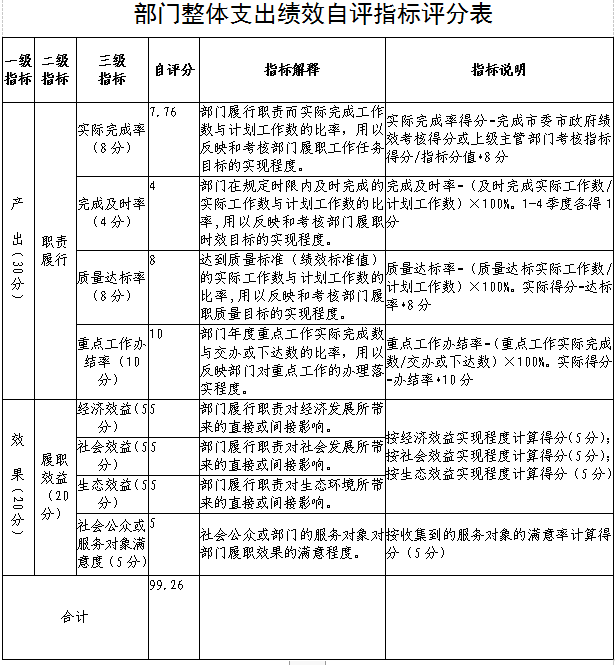 部门整体支出绩效自评指标评分表
一级
指标
二级
指标
三级
指标
自评分
指标解释
指标说明
产
出
(30分)
职责
履行
实际完成率
(8分)
7.76
部门履行职责而实际完成工作
数与计划工作数的比率，用以
反映和考核部门履职工作任务
目标的实现程度。
实际完成率得分=完成市委市政府绩
效考核得分或上级主管部门考核指标
得分/指标分值*8分
完成及时率
(4分)
4
部门在规定时限内及时完成的
实际工作数与计划工作数的比
率,用以反映和考核部门履职
时效目标的实现程度。
完成及时率=（及时完成实际工作数/
计划工作数）×100%。1-4季度各得1
分
质量达标率
(8分)
8
达到质量标准（绩效标准值）
的实际工作数与计划工作数的
比率,用以反映和考核部门履
职质量目标的实现程度。
质量达标率=（质量达标实际工作数/
计划工作数）×100%。实际得分=达标
率*8分
重点工作办
结率（10
分）
10
部门年度重点工作实际完成数
与交办或下达数的比率，用以
反映部门对重点工作的办理落
实程度。
重点工作办结率=(重点工作实际完成
数/交办或下达数）×100%。实际得分
=办结率*10分
效
果
(20分)
履职
效益
（20
分）
经济效益(5
分)
5
部门履行职责对经济发展所带
来的直接或间接影响。
按经济效益实现程度计算得分(5分);
按社会效益实现程度计算得分(5分);
按生态效益实现程度计算得分（5分）
社会效益(5
分)
5
部门履行职责对社会发展所带
来的直接或间接影响。
生态效益(5
分)
5
部门履行职责对生态环境所带
来的直接或间接影响。
社会公众或
服务对象满
意度（5分）
5
社会公众或部门的服务对象对
部门履职效果的满意程度。
按收集到的服务对象的满意率计算得
分（5分）
合计
99.26